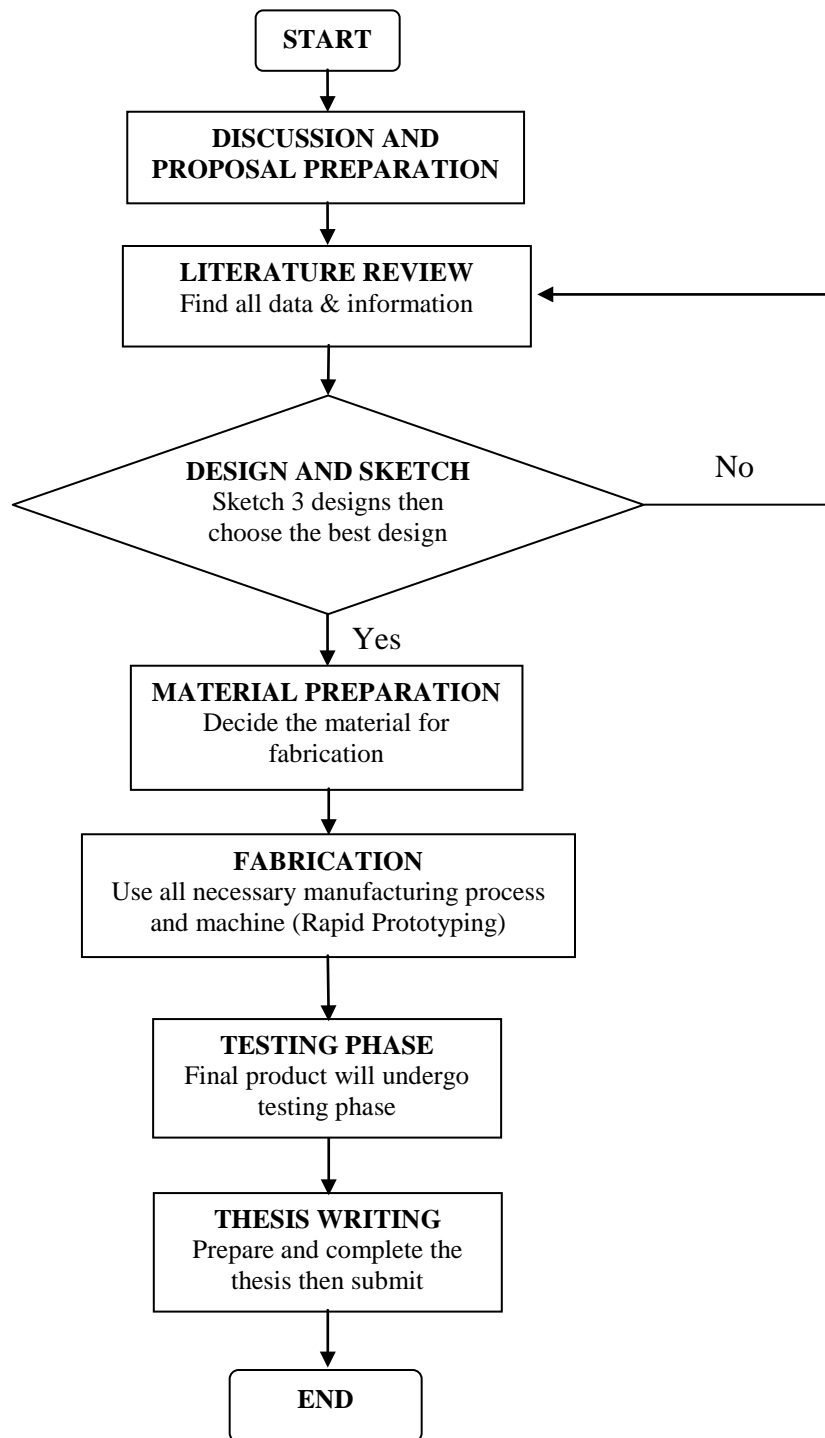 START
DISCUSSION AND
PROPOSAL PREPARATION
LITERATURE REVIEW
Find all data & information
DESIGN AND SKETCH
Sketch 3 designs then
choose the best design
No
Yes
MATERIAL PREPARATION
Decide the material for
fabrication
FABRICATION
Use all necessary manufacturing process
and machine (Rapid Prototyping)
TESTING PHASE
Final product will undergo
testing phase
THESIS WRITING
Prepare and complete the
thesis then submit
END